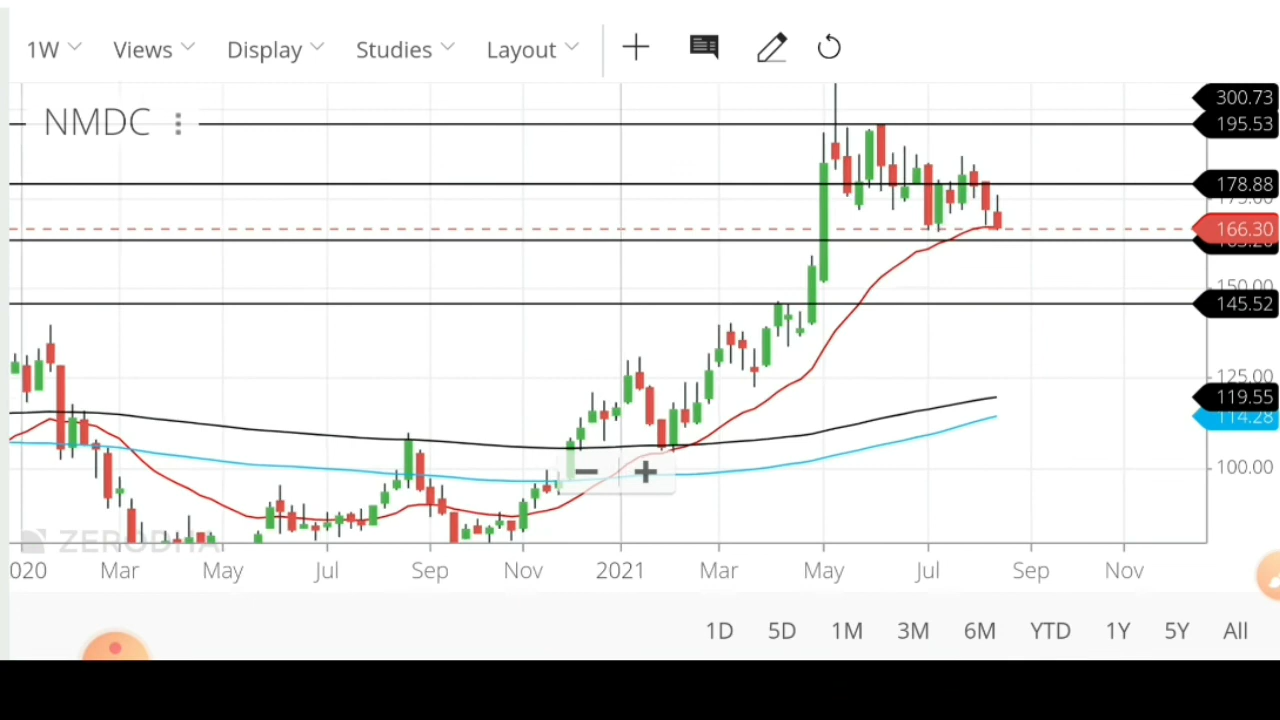 1W Views Display Studies Layout
NMDC
300.73
195.53
178.88
166.30
150.00
145.52
125.00
119.55
114.28
100.00
ZERODHA
020 Mar May Jul Sep Nov 2021 Mar May Jul Sep Nov
1D 5D 1M 3M 6M YTD 1Y 5Y All